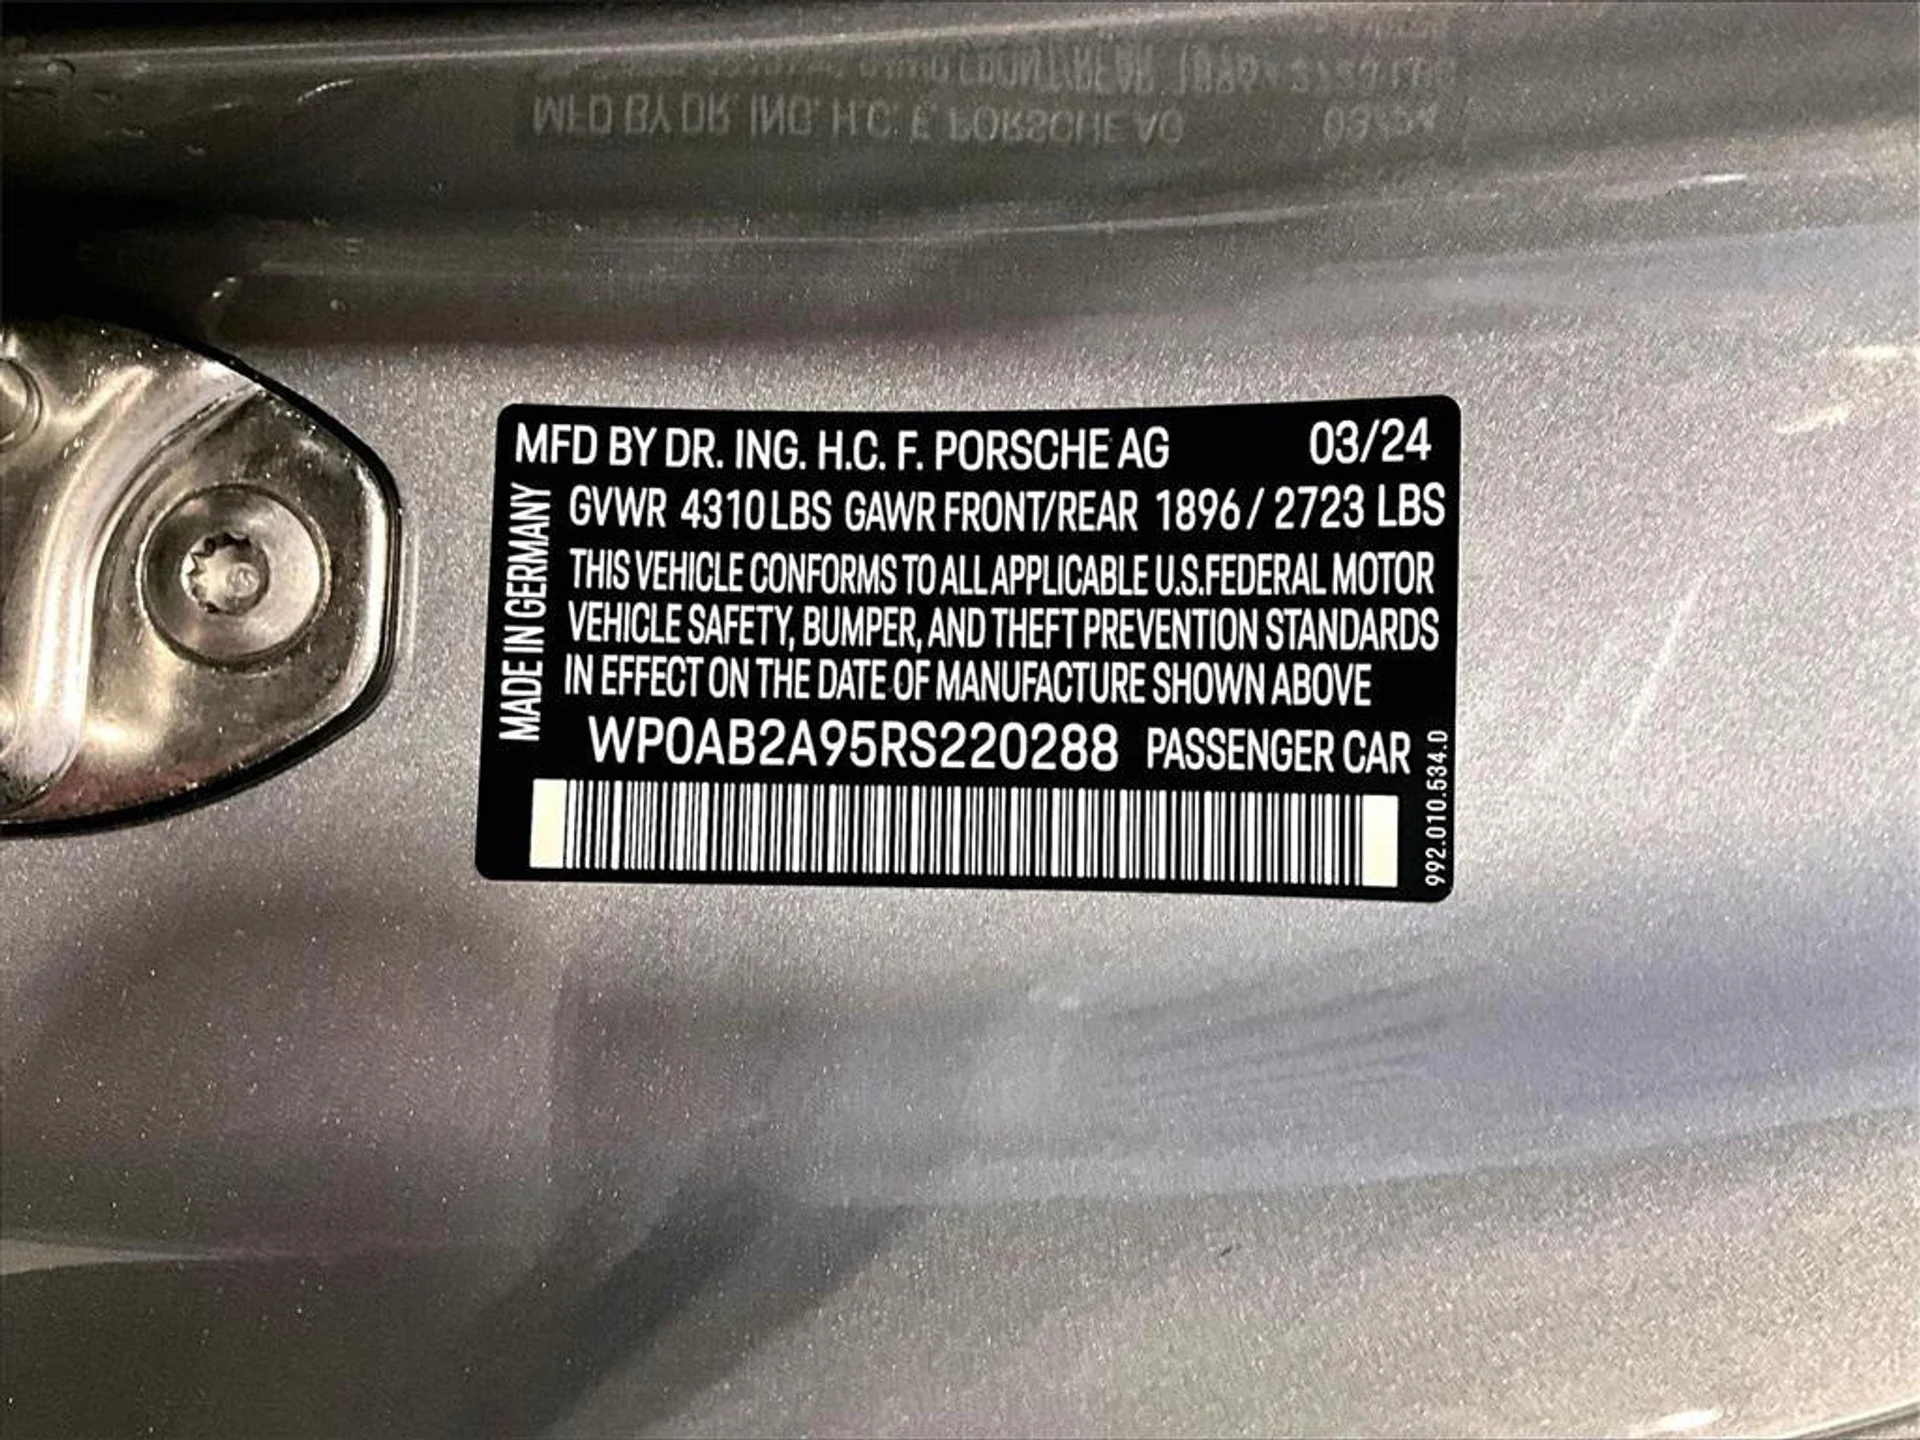 MFD BY DR. ING. H.C. F. PORSCHE AG 03/24
GVWR 4310 LBS GAWR FRONT/REAR 1896 / 2723 LBS
THIS VEHICLE CONFORMS TO ALL APPLICABLE U.S.FEDERAL MOTOR
VEHICLE SAFETY, BUMPER, AND THEFT PREVENTION STANDARDS
IN EFFECT ON THE DATE OF MANUFACTURE SHOWN ABOVE
WP0AB2A95RS220288 PASSENGER CAR
MADE IN GERMANY
992.010.534.0